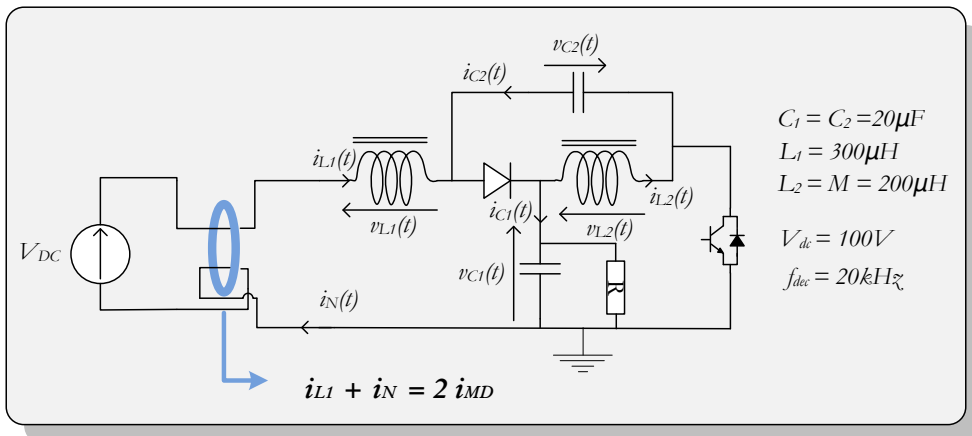 vC2(t)
iC2(t)
C1 = C2 =20µF
L1 = 300µH
L2 = M = 200µH
iL1(t)
iL2(t)
iC1(t)
vL1(t)
vL2(t)
VDC
Vdc = 100V
vC1(t)
R
fdec = 20kHz
iN(t)
iL1 + iN = 2 iMD